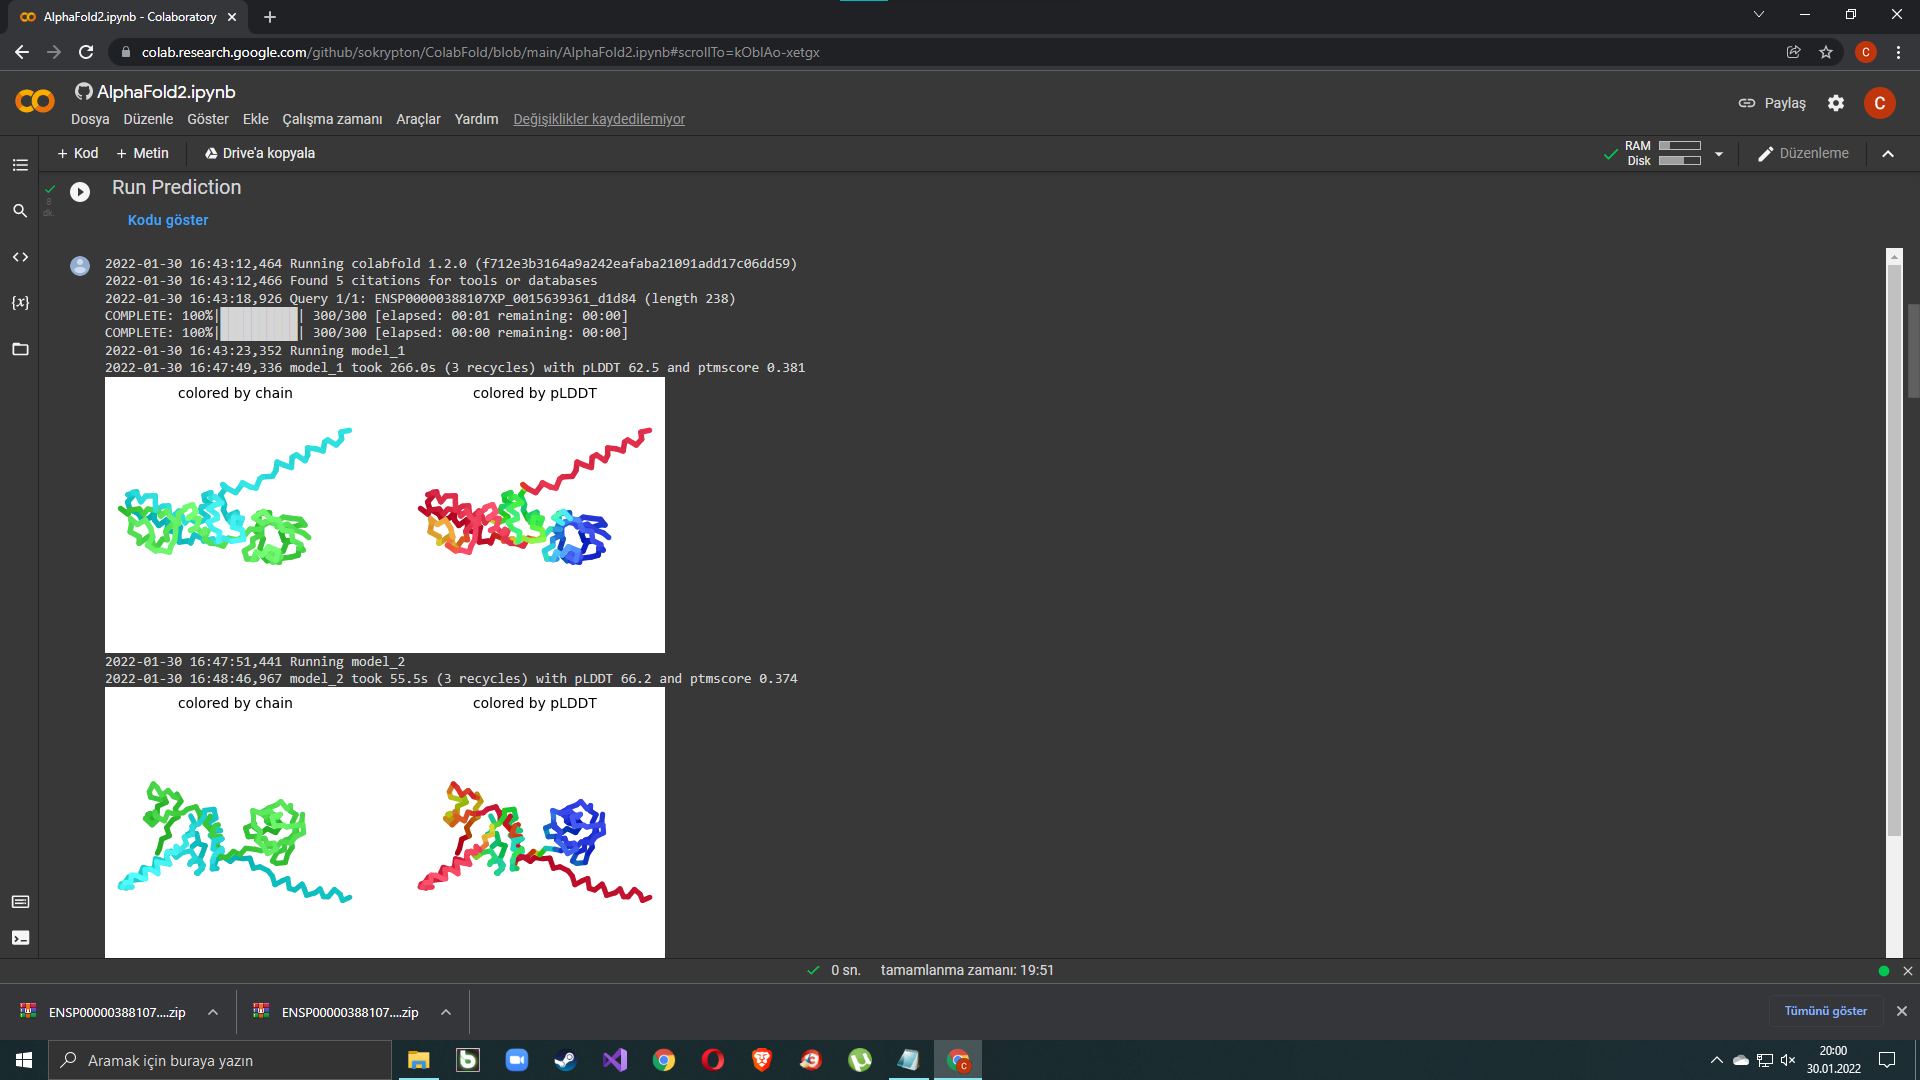 AlphaFold2.ipynb - Colaboratory
colab.research.google.com/github/sokrypton/ColabFold/blob/main/AlphaFold2.ipynb#scrollTo=kOblAo-xetgx
C
AlphaFold2.ipynb
Dosya Düzenle Göster Ekle Çalışma zamanı Araçlar Yardım Değişiklikler kaydedilemiyor
Paylaş
C
+ Kod + Metin Drive'a kopyala
RAM
Disk
Düzenleme
Run Prediction
8
dk.
Kodu göster
2022-01-30 16:43:12,464 Running colabfold 1.2.0 (f712e3b3164a9a242eafaba21091add17c06dd59)
2022-01-30 16:43:12,466 Found 5 citations for tools or databases
2022-01-30 16:43:18,926 Query 1/1: ENSP00000388107XP_0015639361_d1d84 (length 238)
COMPLETE: 100%|██████████| 300/300 [elapsed: 00:01 remaining: 00:00]
COMPLETE: 100%|██████████| 300/300 [elapsed: 00:00 remaining: 00:00]
2022-01-30 16:43:23,352 Running model_1
2022-01-30 16:47:49,336 model_1 took 266.0s (3 recycles) with pLDDT 62.5 and ptmscore 0.381
colored by chain colored by pLDDT
2022-01-30 16:47:51,441 Running model_2
2022-01-30 16:48:46,967 model_2 took 55.5s (3 recycles) with pLDDT 66.2 and ptmscore 0.374
colored by chain colored by pLDDT
0 sn. tamamlanma zamanı: 19:51
ENSP00000388107....zip ENSP00000388107....zip Tümünü göster
Aramak için buraya yazın
20:00
30.01.2022